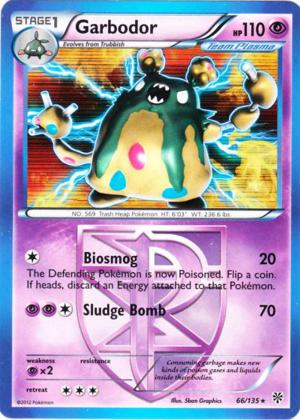 STAGE1 Garbodor HP110
Evolves from Trubbish
Team Plasma
NO. 569 Trash Heap Pokémon HT: 6'03" WT: 236.6 lbs.
Biosmog 20
The Defending Pokémon is now Poisoned. Flip a coin.
If heads, discard an Energy attached to that Pokémon.
Sludge Bomb 70
weakness resistance
×2
retreat
Consuming garbage makes new
kinds of poison gases and liquids
inside their bodies.
©2012 Pokémon
Illus. 5ban Graphics 66/135